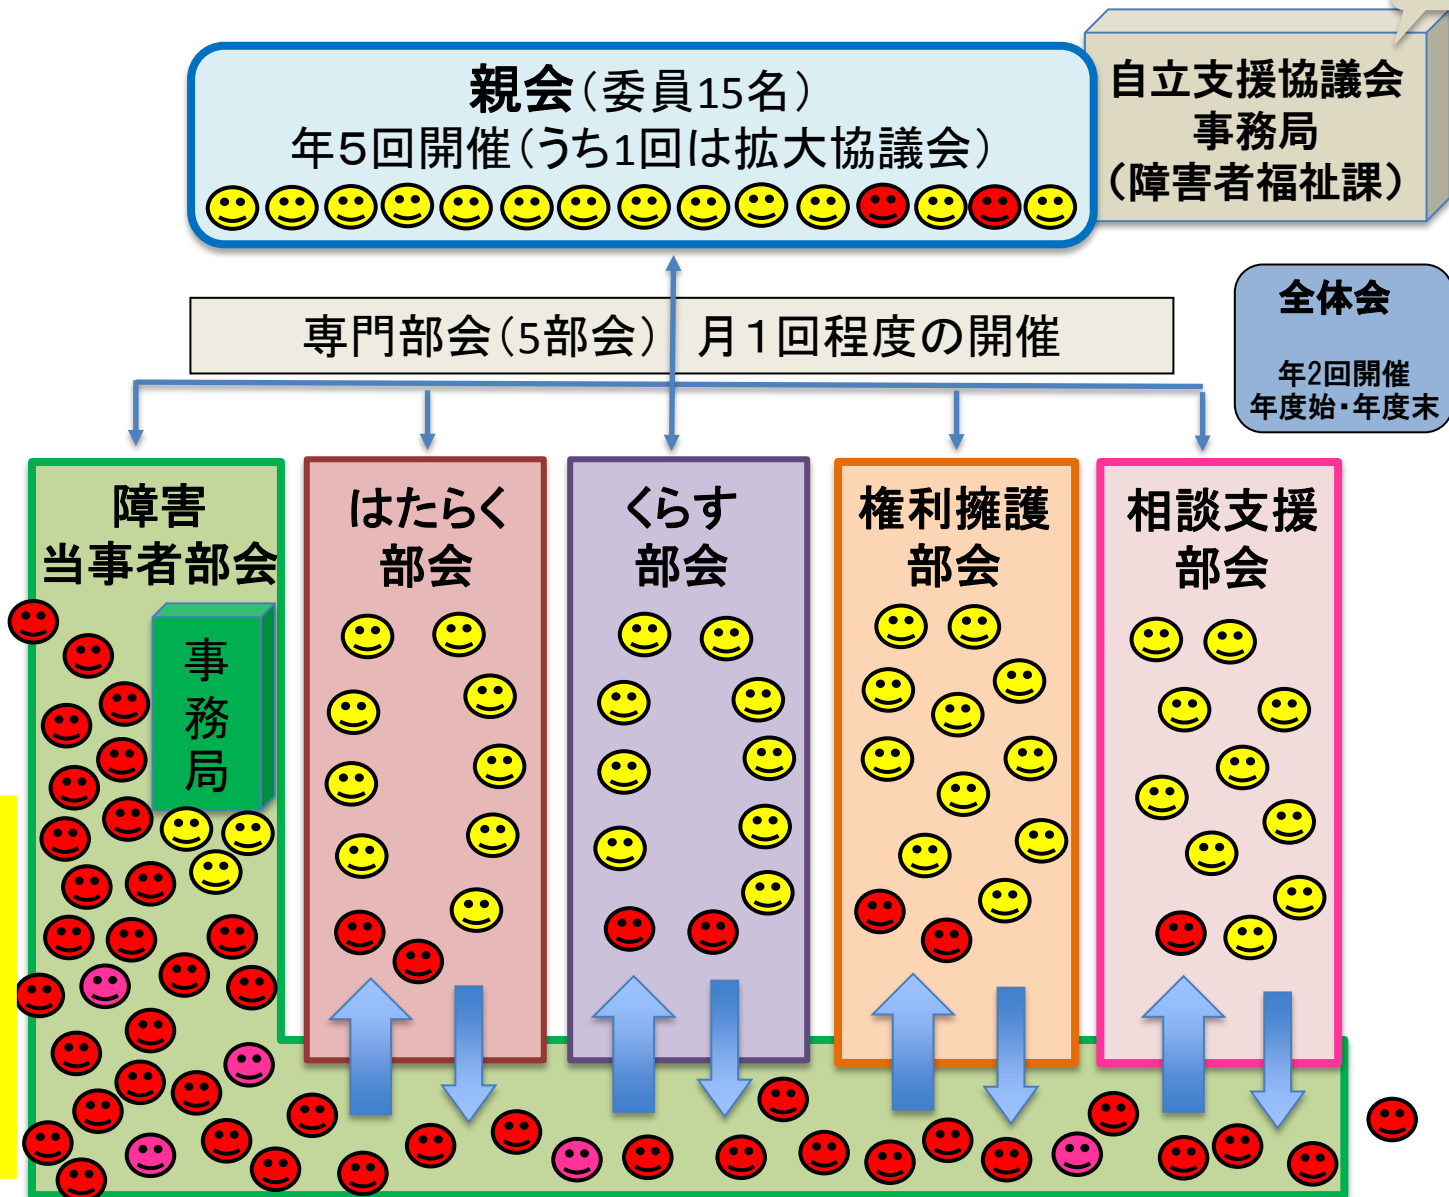 親会（委員15名）
年５回開催（うち1回は拡大協議会）
自立支援協議会
事務局
（障害者福祉課）
専門部会（5部会）　月１回程度の開催
全体会
年2回開催
年度始・年度末
障害
当事者部会
事
務
局
はたらく
部会
くらす
部会
権利擁護
部会
相談支援
部会